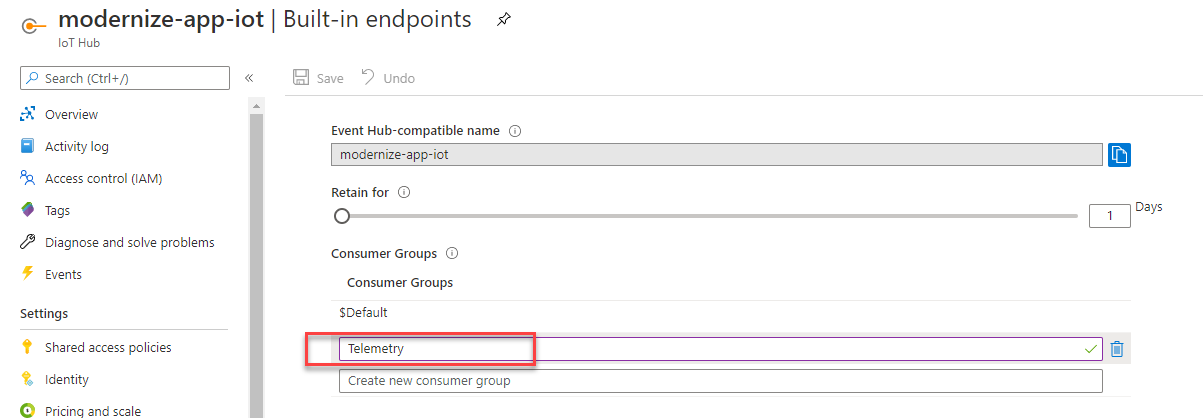 modernize-app-iot | Built-in endpoints
IoT Hub
Search (Ctrl+/)
«
Save
Undo
Overview
Activity log
Access control (IAM)
Tags
Diagnose and solve problems
Events
Settings
Shared access policies
Identity
Pricing and scale
Event Hub-compatible name
modernize-app-iot
Retain for
1 Days
Consumer Groups
Consumer Groups
$Default
Telemetry
Create new consumer group